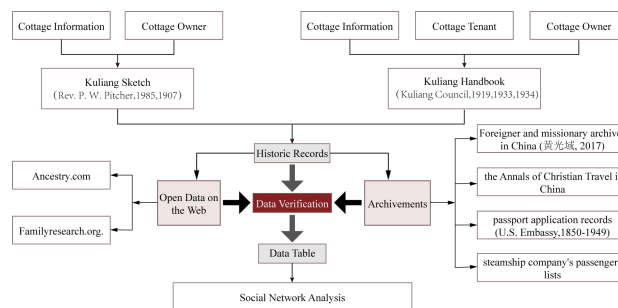 Cottage Information
Cottage Owner
Cottage Information
Cottage Tenant
Cottage Owner
Kuliang Sketch
(Rev. P. W. Pitcher,1985,1907)
Kuliang Handbook
(Kuliang Council,1919,1933,1934)
Historic Records
Foreigner and missionary archive
in China (黄光域, 2017)
Ancestry.com
the Annals of Christian Travel i
China
Open Data on
the Web
Data Verification
Archivements
Familyresearch.org.
passport application records
(U.S. Embassy,1850-1949)
Data Table
steamship company's passenger
lists
Social Network Analysis